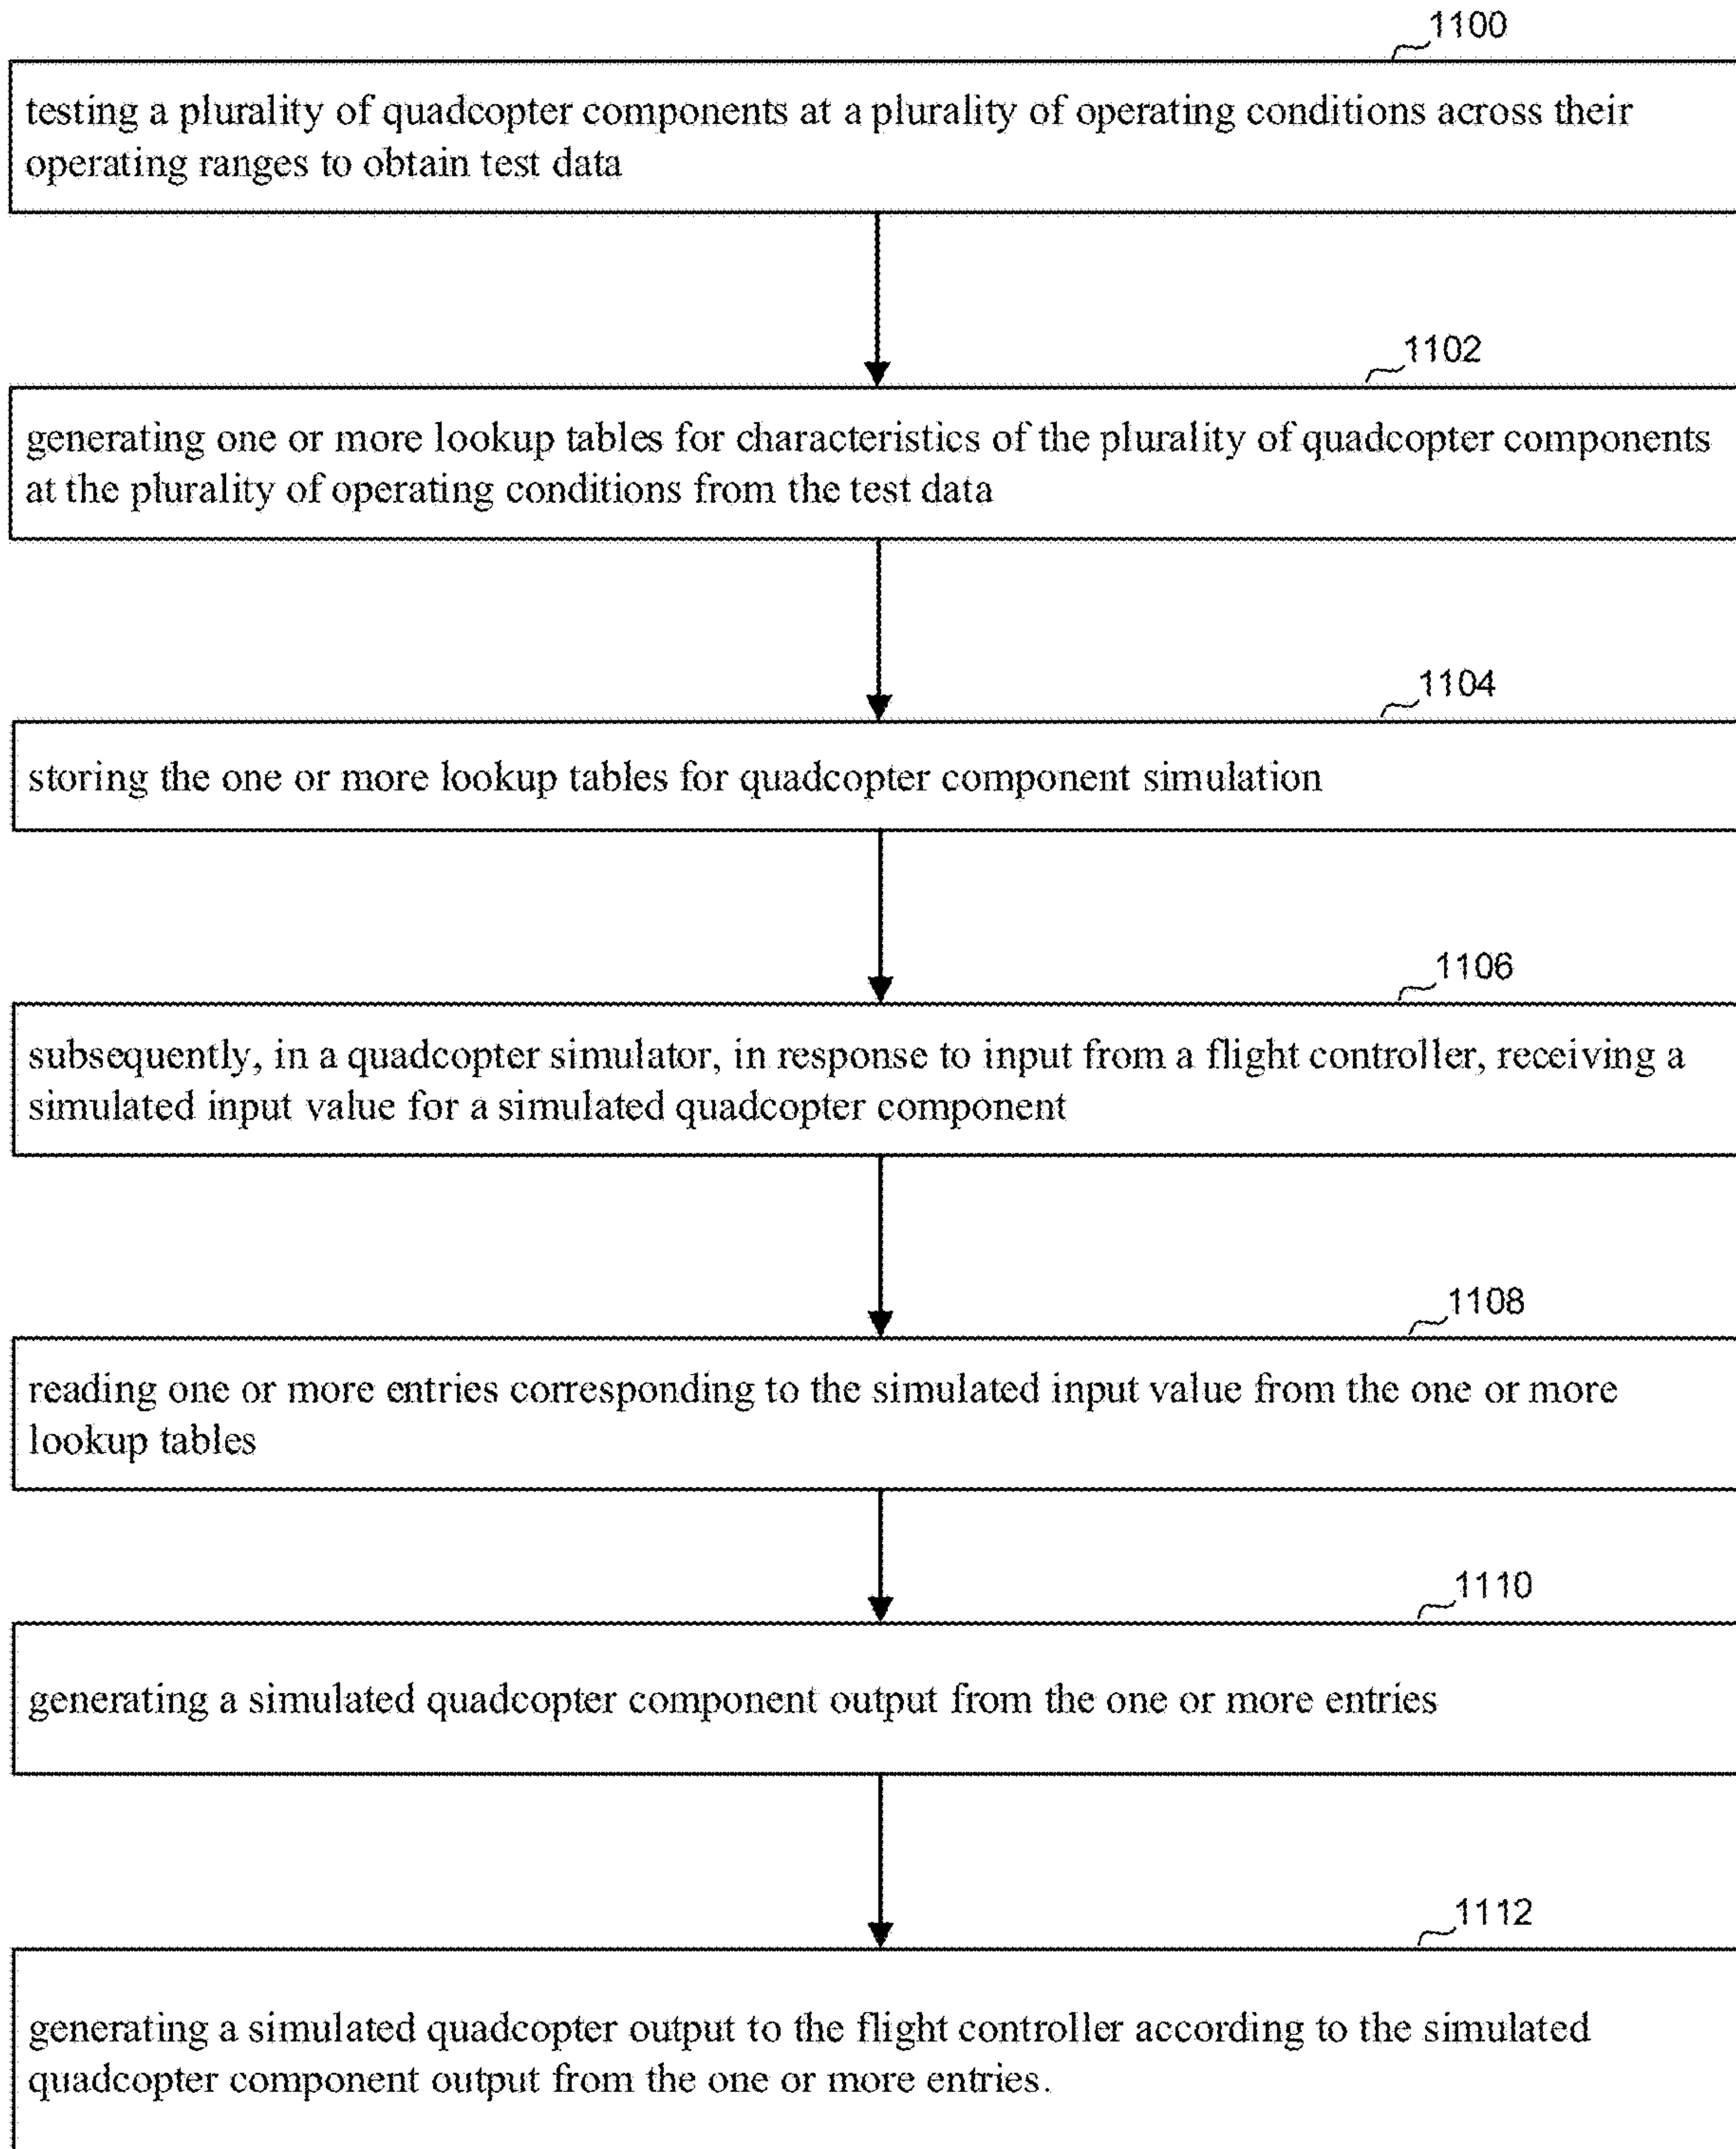 1100
testing a plurality of quadcopter components at a plurality of operating conditions across their
operating ranges to obtain test data
1102
generating one or more lookup tables for characteristics of the plurality of quadcopter components
at the plurality of operating conditions from the test data
1104
storing the one or more lookup tables for quadcopter component simulation
1106
subsequently, in a quadcopter simulator, in response to input from a flight controller, receiving a
simulated input value for a simulated quadcopter component
1108
reading one or more entries corresponding to the simulated input value from the one or more
lookup tables
1110
generating a simulated quadcopter component output from the one or more entries
1112
generating a simulated quadcopter output to the flight controller according to the simulated
quadcopter component output from the one or more entries.